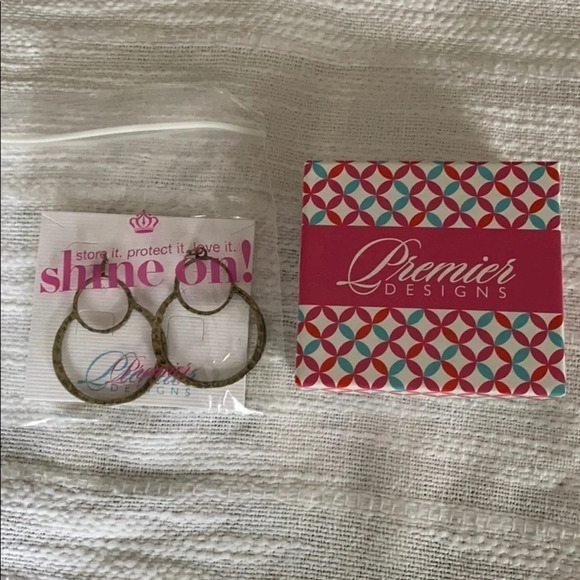 store it. protect it. love it.
shine on!
Premier
DESIGNS
Premier
DESIGNS